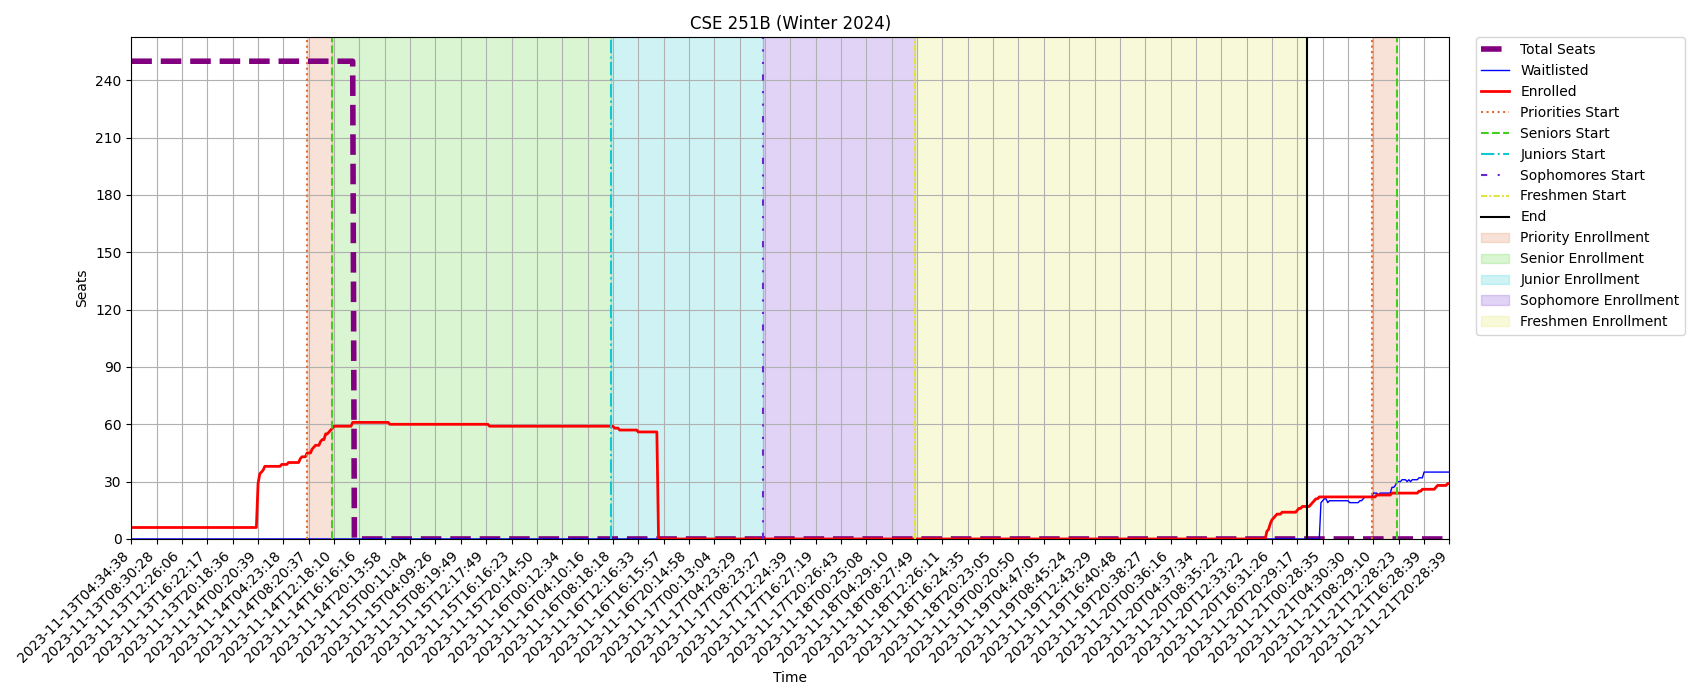 CSE 251B (Winter 2024)
Seats
240
210
180
150
120
90
60
30
0
2023-11-13T04:34:38
2023-11-13T08:30:28
2023-11-13T12:26:06
2023-11-13T16:22:17
2023-11-13T20:18:36
2023-11-14T00:20:39
2023-11-14T04:23:18
2023-11-14T08:20:37
2023-11-14T12:18:10
2023-11-14T16:16:16
2023-11-14T20:13:58
2023-11-15T00:11:04
2023-11-15T04:09:26
2023-11-15T08:19:49
2023-11-15T12:17:49
2023-11-15T16:16:23
2023-11-15T20:14:50
2023-11-16T00:12:34
2023-11-16T04:10:16
2023-11-16T08:18:18
2023-11-16T12:16:33
2023-11-16T16:15:57
2023-11-16T20:14:58
2023-11-17T00:13:04
2023-11-17T04:23:29
2023-11-17T08:23:27
2023-11-17T12:24:39
2023-11-17T16:27:19
2023-11-17T20:26:43
2023-11-18T00:25:08
2023-11-18T04:29:10
2023-11-18T08:27:49
2023-11-18T12:26:11
2023-11-18T16:24:35
2023-11-18T20:23:05
2023-11-19T00:20:50
2023-11-19T04:47:05
2023-11-19T08:45:24
2023-11-19T12:43:29
2023-11-19T16:40:48
2023-11-19T20:38:27
2023-11-20T00:36:16
2023-11-20T04:37:34
2023-11-20T08:35:22
2023-11-20T12:33:22
2023-11-20T16:31:26
2023-11-20T20:29:17
2023-11-21T00:28:35
2023-11-21T04:30:30
2023-11-21T08:29:10
2023-11-21T12:28:23
2023-11-21T16:28:39
2023-11-21T20:28:39
Time
Total Seats
Waitlisted
Enrolled
Priorities Start
Seniors Start
Juniors Start
Sophomores Start
Freshmen Start
End
Priority Enrollment
Senior Enrollment
Junior Enrollment
Sophomore Enrollment
Freshmen Enrollment